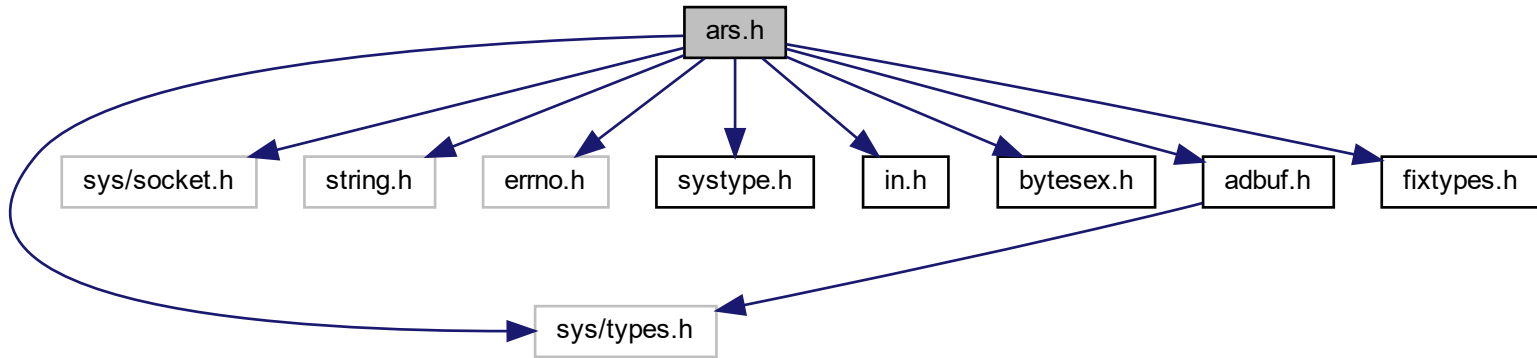 ars.h
sys/socket.h
string.h
errno.h
systype.h
in.h
bytesex.h
adbuf.h
fixtypes.h
sys/types.h